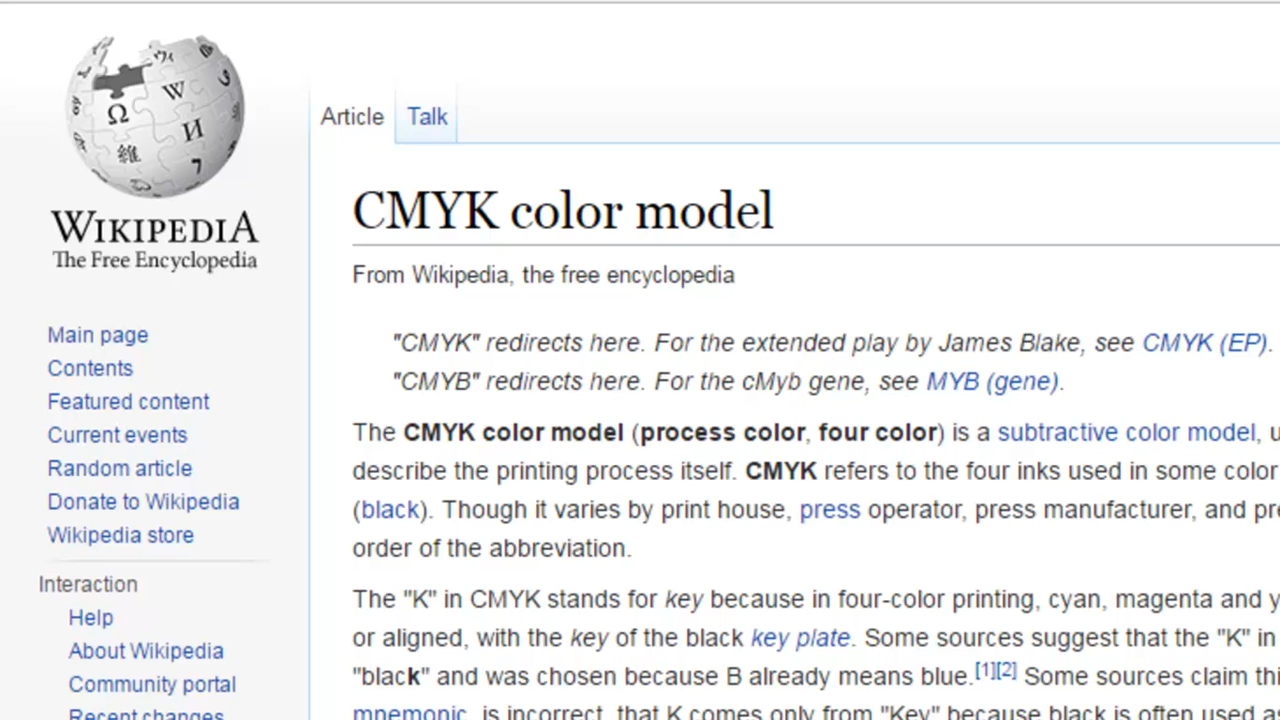 WIKIPEDIA
The Free Encyclopedia
Main page
Contents
Featured content
Current events
Random article
Donate to Wikipedia
Wikipedia store
Interaction
Help
About Wikipedia
Community portal
Recent changes
Article Talk
CMYK color model
From Wikipedia, the free encyclopedia
"CMYK" redirects here. For the extended play by James Blake, see CMYK (EP).
"CMYB" redirects here. For the cMyb gene, see MYB (gene).
The CMYK color model (process color, four color) is a subtractive color model,
describe the printing process itself. CMYK refers to the four inks used in some color
(black). Though it varies by print house, press operator, press manufacturer, and
order of the abbreviation.
The "K" in CMYK stands for key because in four-color printing, cyan, magenta and
or aligned, with the key of the black key plate. Some sources suggest that the "K" in
"black" and was chosen because B already means blue.[1][2] Some sources claim
mnemonic, is incorrect, that K comes only from "Key" because black is often used